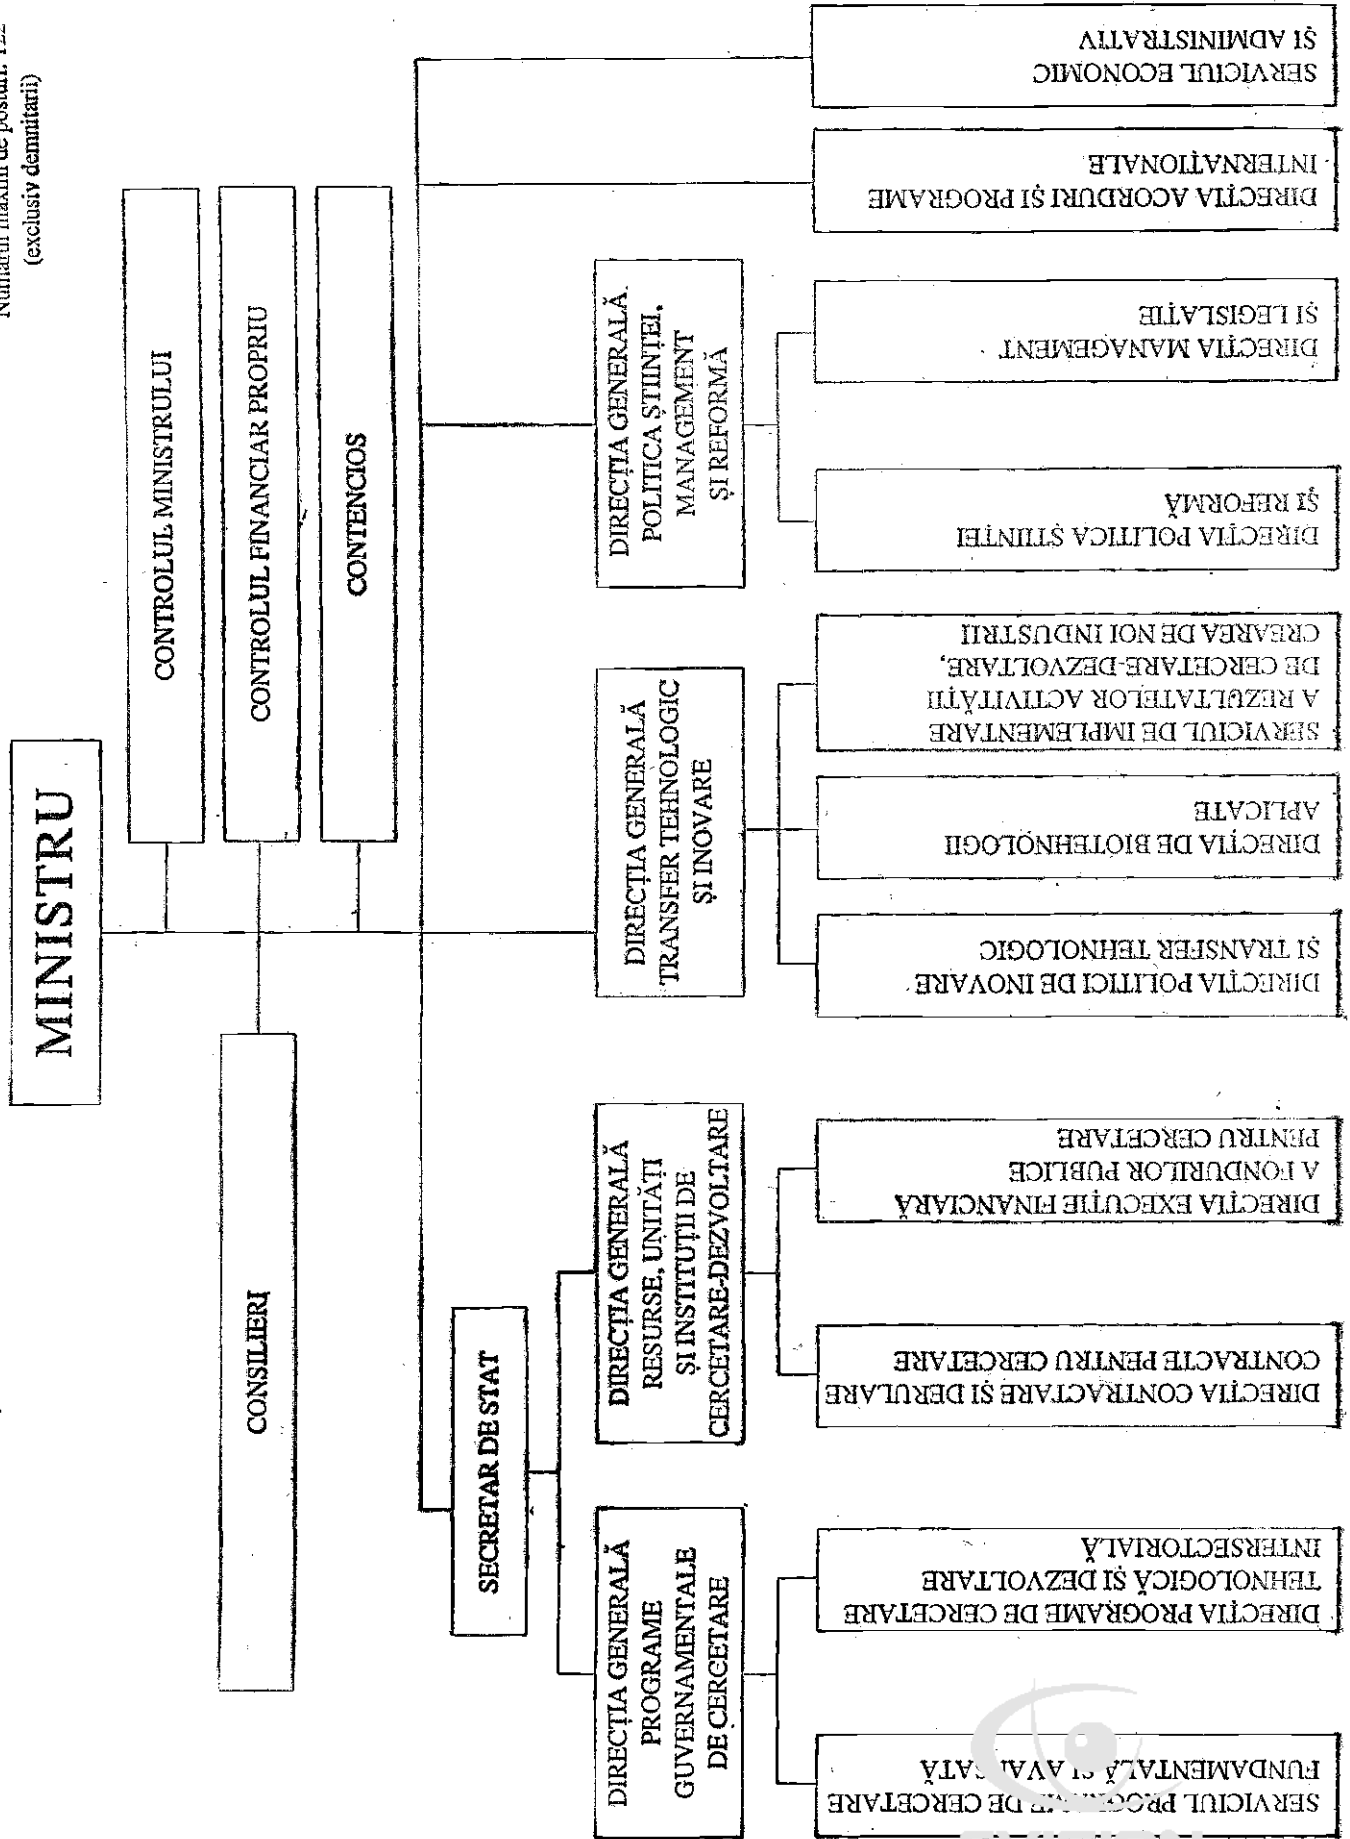 (exclusiv demnitarii)
MINISTRU
CONSILIERI
CONTROLUL MINISTRULUI
CONTROLUL FINANCIAR PROPRIU
CONTENCIOS
SECRETAR DE STAT
DIRECȚIA GENERALĂ
PROGRAME
GUVERNAMENTALE
DE CERCETARE
DIRECȚIA GENERALĂ
RESURSE, UNITĂȚI
ȘI INSTITUȚII DE
CERCETARE-DEZVOLTARE
DIRECȚIA GENERALĂ
TRANSFER TEHNOLOGIC
ȘI INOVARE
DIRECȚIA GENERALĂ
POLITICA ȘTIINȚEI,
MANAGEMENT
ȘI REFORMĂ
SERVICIUL PROGRAME DE CERCETARE
FUNDAMENTALĂ ȘI AVANSATĂ
DIRECȚIA PROGRAME DE CERCETARE
TEHNOLOGICĂ ȘI DEZVOLTARE
INTERSECTORIALĂ
DIRECȚIA CONTRACTARE ȘI DERULARE
CONTRACTE PENTRU CERCETARE
DIRECȚIA EXECUȚIE FINANCIARĂ
A FONDURILOR PUBLICE
PENTRU CERCETARE
DIRECȚIA POLITICI DE INOVARE
ȘI TRANSFER TEHNOLOGIC
DIRECȚIA DE BIOTEHNOLOGII
APLICATE
SERVICIUL DE IMPLEMENTARE
A REZULTATELOR ACTIVITĂȚII
DE CERCETARE-DEZVOLTARE,
CREAREA DE NOI INDUSTRII
DIRECȚIA POLITICA ȘTIINȚEI
ȘI REFORMĂ
DIRECȚIA MANAGEMENT
ȘI LEGISLAȚIE
DIRECȚIA ACORDURI ȘI PROGRAME
INTERNAȚIONALE
SERVICIUL ECONOMIC
ȘI ADMINISTRATIV